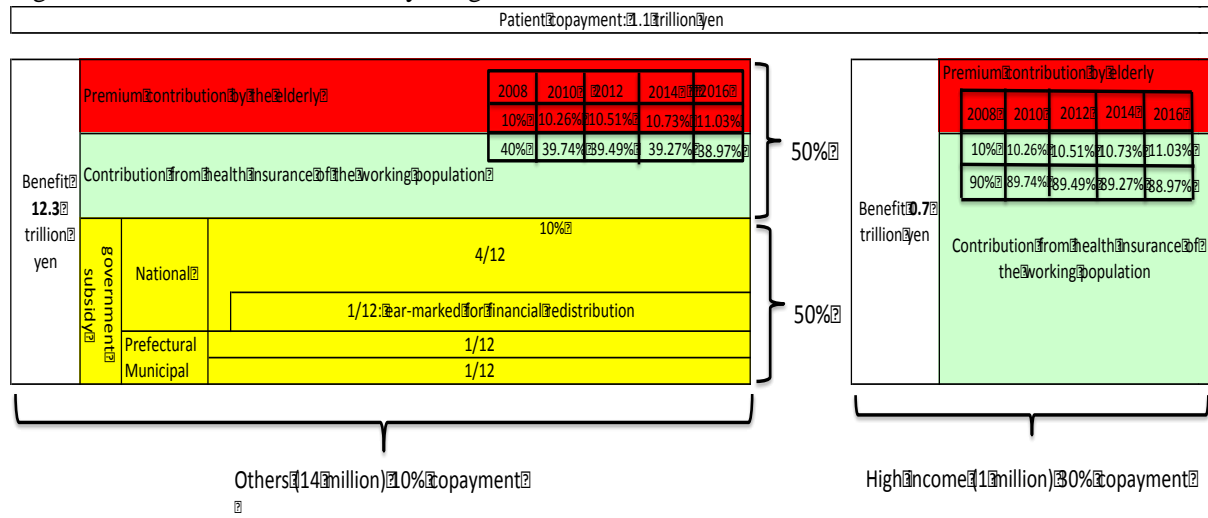 Patient copayment: 1.1 trillion yen
Premium contribution by the elderly
2008 2010 2012 2014 2016
10% 10.26% 10.51% 10.73% 11.03%
40% 39.74% 39.49% 39.27% 38.97%
Contribution from health insurance of the working population
50%
Benefit
12.3
trillion
yen
government
subsidy
National
10%
4/12
1/12: ear-marked for financial redistribution
Prefectural
1/12
Municipal
1/12
50%
Others (14 million) 10% copayment
Premium contribution by elderly
2008 2010 2012 2014 2016
10% 10.26% 10.51% 10.73% 11.03%
90% 89.74% 89.49% 89.27% 88.97%
Benefit 0.7
trillion yen
Contribution from health insurance of
the working population
High income (1 million) 30% copayment